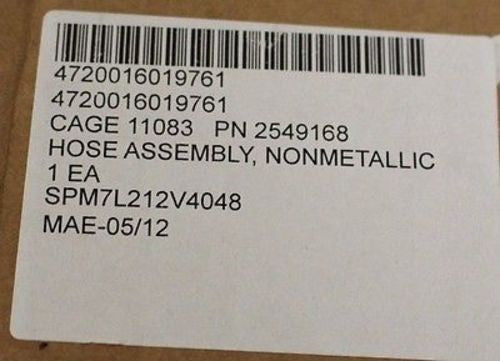 4720016019761
4720016019761
CAGE 11083 PN 2549168
HOSE ASSEMBLY, NONMETALLIC
1 EA
SPM7L212V4048
MAE-05/12